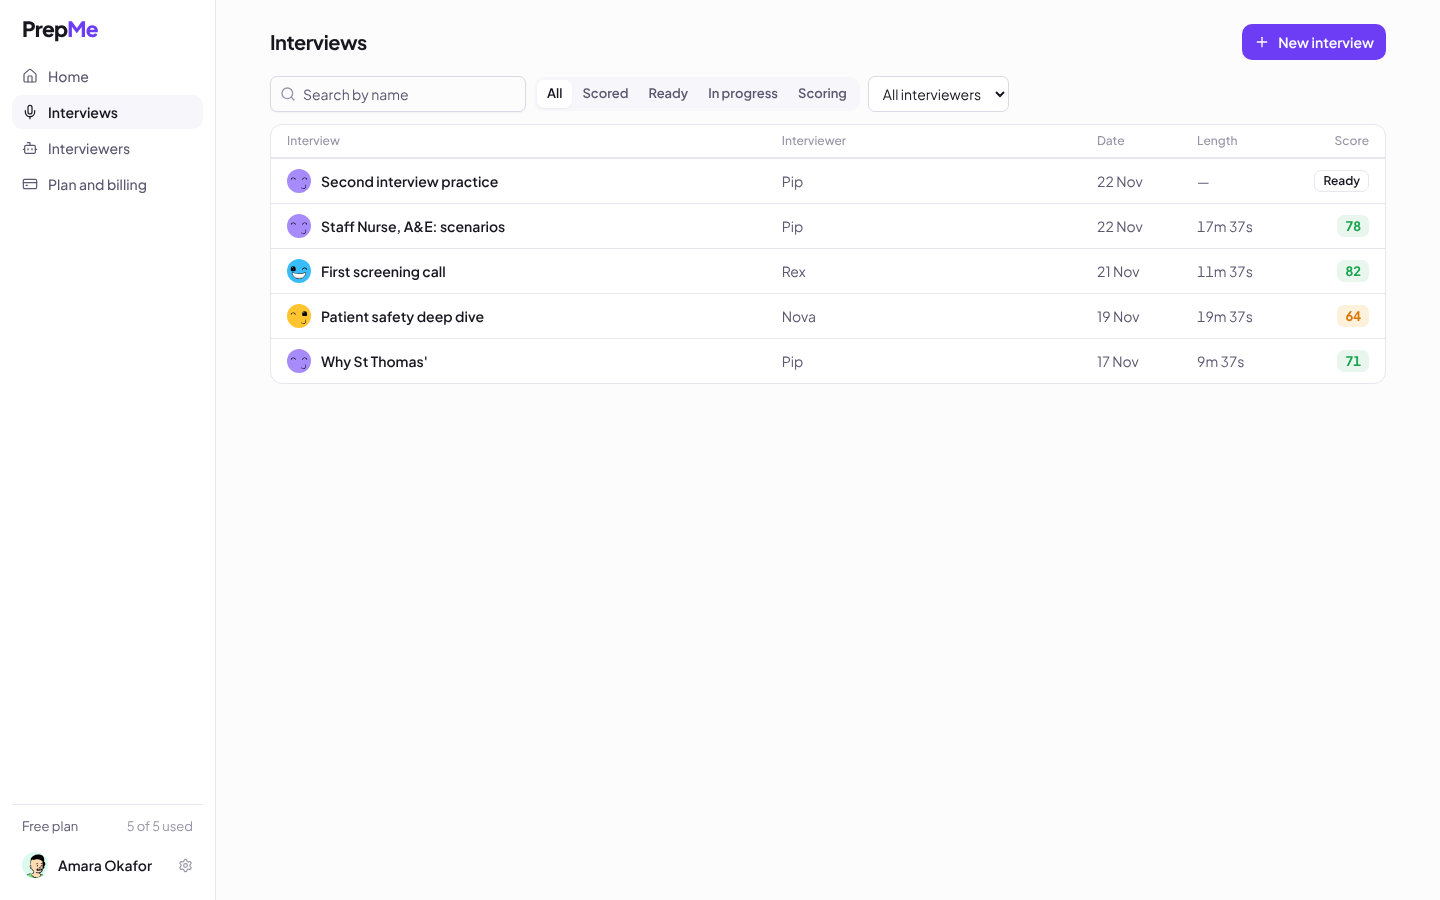 PrepMe
Home
Interviews
Interviewers
Plan and billing
Free plan 5 of 5 used
Amara Okafor
Interviews
New interview
Search by name
All Scored Ready In progress Scoring
All interviewers
Interview Interviewer Date Length Score
Second interview practice Pip 22 Nov — Ready
Staff Nurse, A&E: scenarios Pip 22 Nov 17m 37s 78
First screening call Rex 21 Nov 11m 37s 82
Patient safety deep dive Nova 19 Nov 19m 37s 64
Why St Thomas' Pip 17 Nov 9m 37s 71